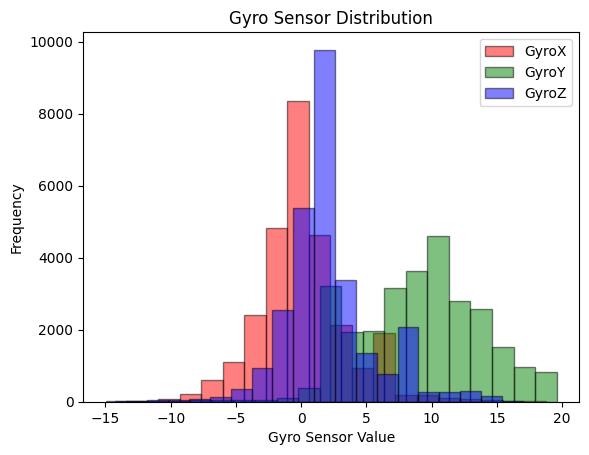 Gyro Sensor Distribution
GyroX
GyroY
GyroZ
Frequency
10000
8000
6000
4000
2000
0
−15
−10
−5
0
5
10
15
20
Gyro Sensor Value